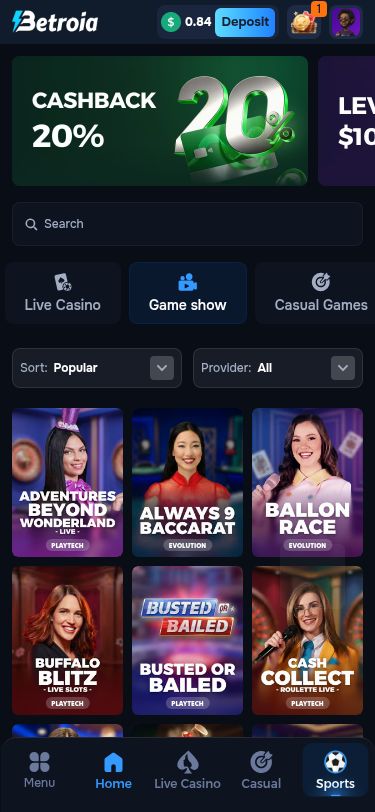 Betroia
$ 0.84 Deposit
1
CASHBACK
20%
20%
LEV
$10
Search
Live Casino
Game show
Casual Games
Sort: Popular
Provider: All
ADVENTURES
BEYOND
WONDERLAND
- LIVE -
PLAYTECH
ALWAYS 9
BACCARAT
EVOLUTION
BALLON
RACE
EVOLUTION
BUFFALO
BLITZ
- LIVE SLOTS -
PLAYTECH
BUSTED OR
BAILED
BUSTED OR
BAILED
PLAYTECH
CASH
COLLECT
- ROULETTE LIVE -
PLAYTECH
Menu
Home
Live Casino
Casual
Sports